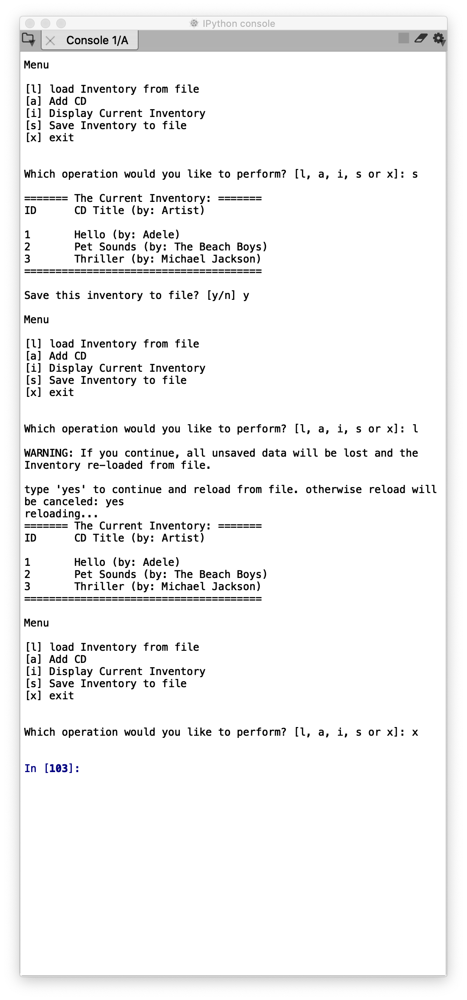 IPython console
Console 1/A
Menu
[l] load Inventory from file
[a] Add CD
[i] Display Current Inventory
[s] Save Inventory to file
[x] exit
Which operation would you like to perform? [l, a, i, s or x]: s
======= The Current Inventory: =======
ID      CD Title (by: Artist)
1       Hello (by: Adele)
2       Pet Sounds (by: The Beach Boys)
3       Thriller (by: Michael Jackson)
======================================
Save this inventory to file? [y/n] y
Menu
[l] load Inventory from file
[a] Add CD
[i] Display Current Inventory
[s] Save Inventory to file
[x] exit
Which operation would you like to perform? [l, a, i, s or x]: l
WARNING: If you continue, all unsaved data will be lost and the
Inventory re-loaded from file.
type 'yes' to continue and reload from file. otherwise reload will
be canceled: yes
reloading...
======= The Current Inventory: =======
ID      CD Title (by: Artist)
1       Hello (by: Adele)
2       Pet Sounds (by: The Beach Boys)
3       Thriller (by: Michael Jackson)
======================================
Menu
[l] load Inventory from file
[a] Add CD
[i] Display Current Inventory
[s] Save Inventory to file
[x] exit
Which operation would you like to perform? [l, a, i, s or x]: x
In [103]: